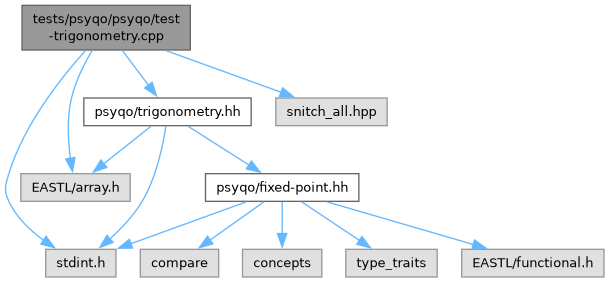 tests/psyqo/psyqo/test
-trigonometry.cpp
psyqo/trigonometry.hh
snitch_all.hpp
EASTL/array.h
psyqo/fixed-point.hh
stdint.h
compare
concepts
type_traits
EASTL/functional.h